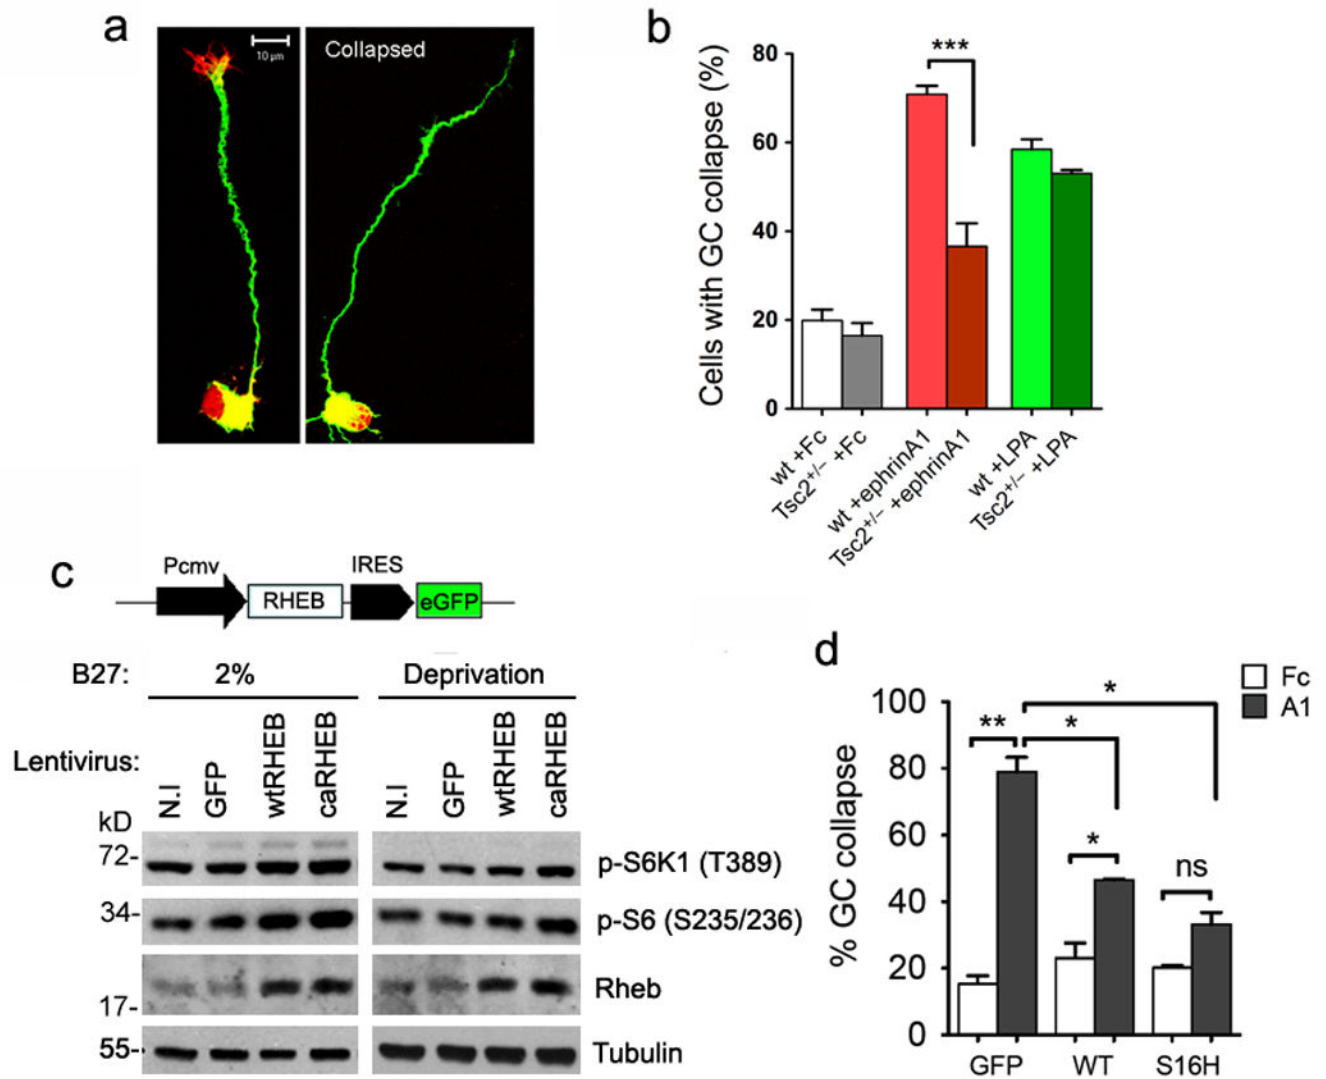 a
10 µm
Collapsed
b
Cells with GC collapse (%)
80
60
40
20
0
***
wt +Fc
Tsc2+/– +Fc
wt +ephrinA1
Tsc2+/– +ephrinA1
wt +LPA
Tsc2+/– +LPA
c
Pcmv
IRES
RHEB
eGFP
B27:
2%
Deprivation
Lentivirus:
N.I
GFP
wtRHEB
caRHEB
N.I
GFP
wtRHEB
caRHEB
kD
72-
p-S6K1 (T389)
34-
p-S6 (S235/236)
17-
Rheb
55-
Tubulin
d
Fc
A1
% GC collapse
100
80
60
40
20
0
**
*
*
*
ns
GFP
WT
S16H